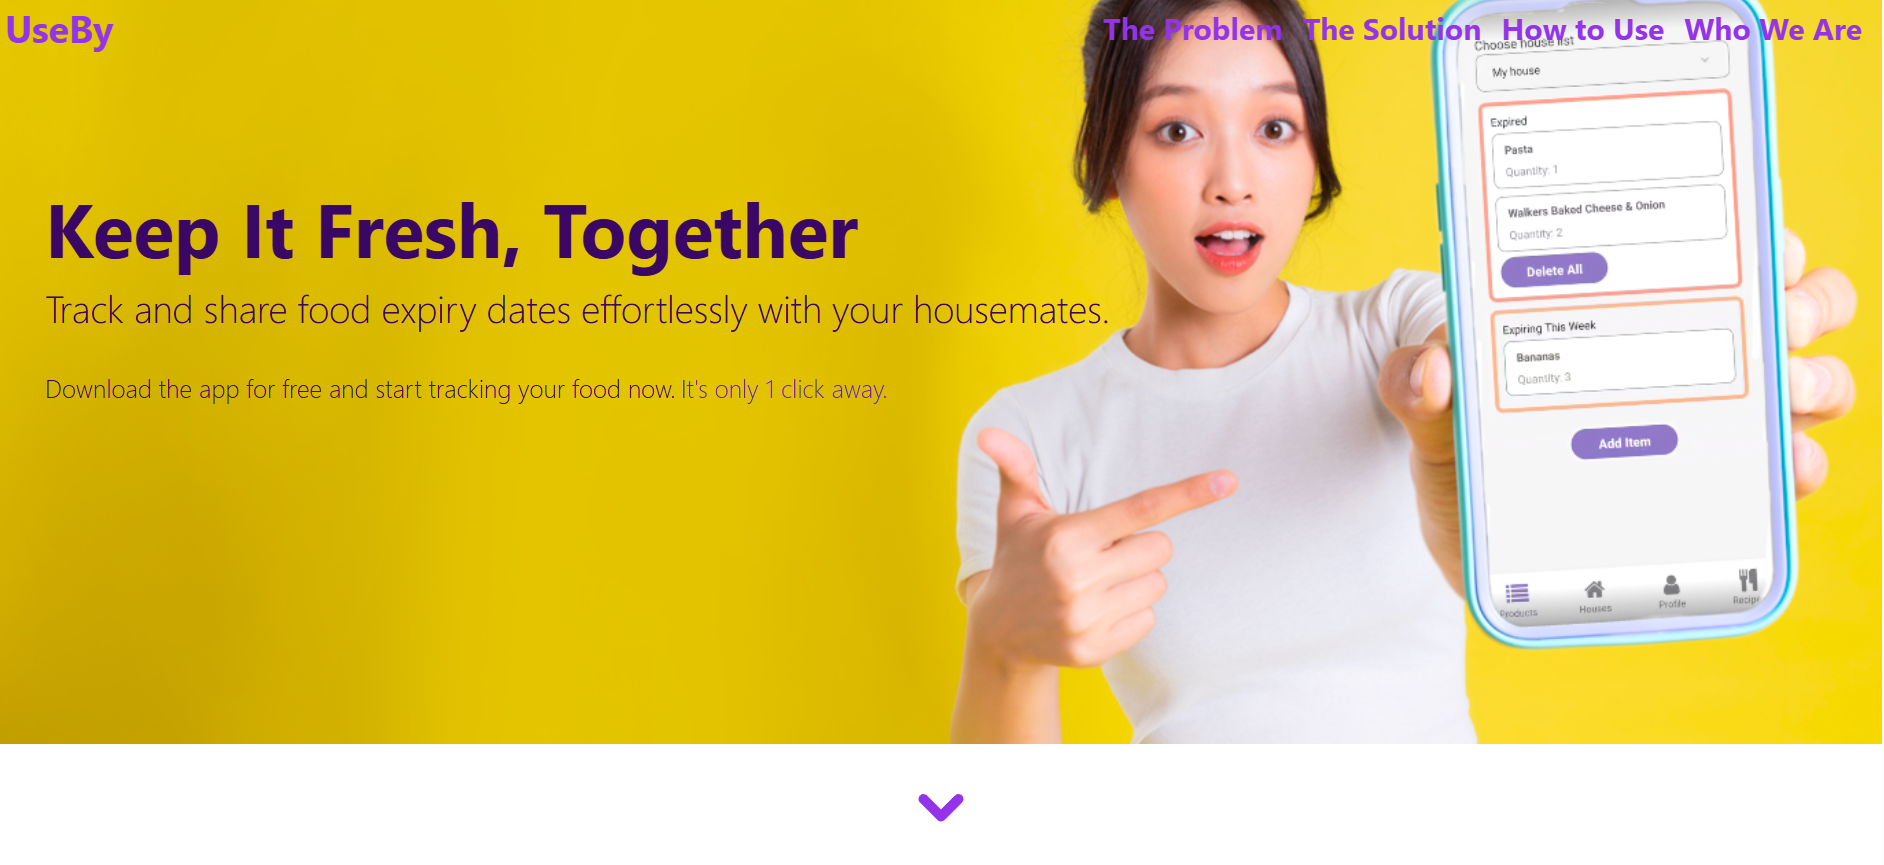 UseBy
The Problem The Solution How to Use Who We Are
Keep It Fresh, Together
Track and share food expiry dates effortlessly with your housemates.
Download the app for free and start tracking your food now. It's only 1 click away.
Choose house list
My house
Expired
Pasta
Quantity: 1
Walkers Baked Cheese & Onion
Quantity: 2
Delete All
Expiring This Week
Bananas
Quantity: 3
Add Item
Products Houses Profile Recipe